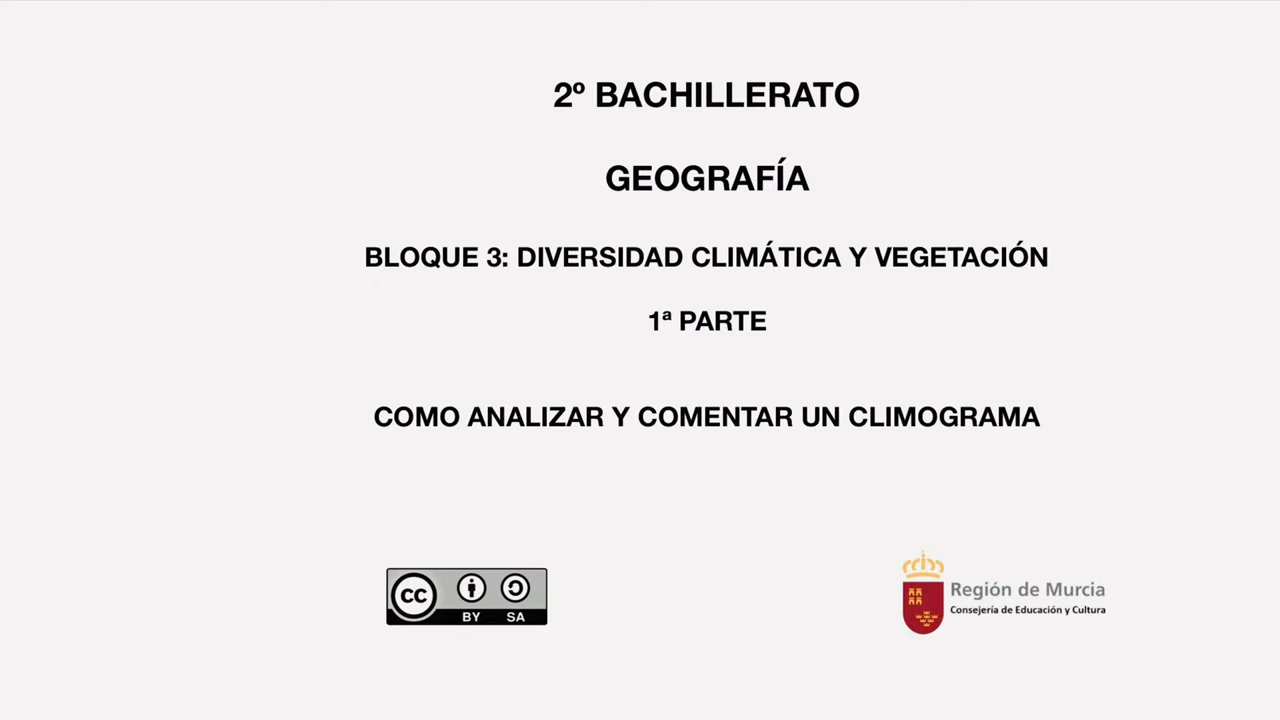 2º BACHILLERATO
GEOGRAFÍA
BLOQUE 3: DIVERSIDAD CLIMÁTICA Y VEGETACIÓN
1ª PARTE
COMO ANALIZAR Y COMENTAR UN CLIMOGRAMA
CC BY SA
Región de Murcia
Consejería de Educación y Cultura